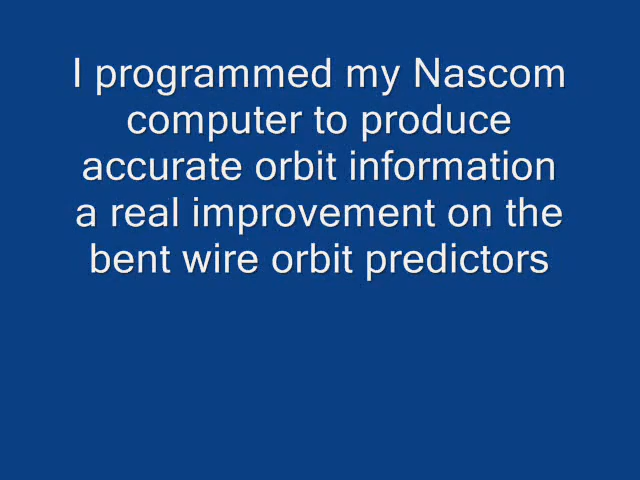 I programmed my Nascom
computer to produce
accurate orbit information
a real improvement on the
bent wire orbit predictors